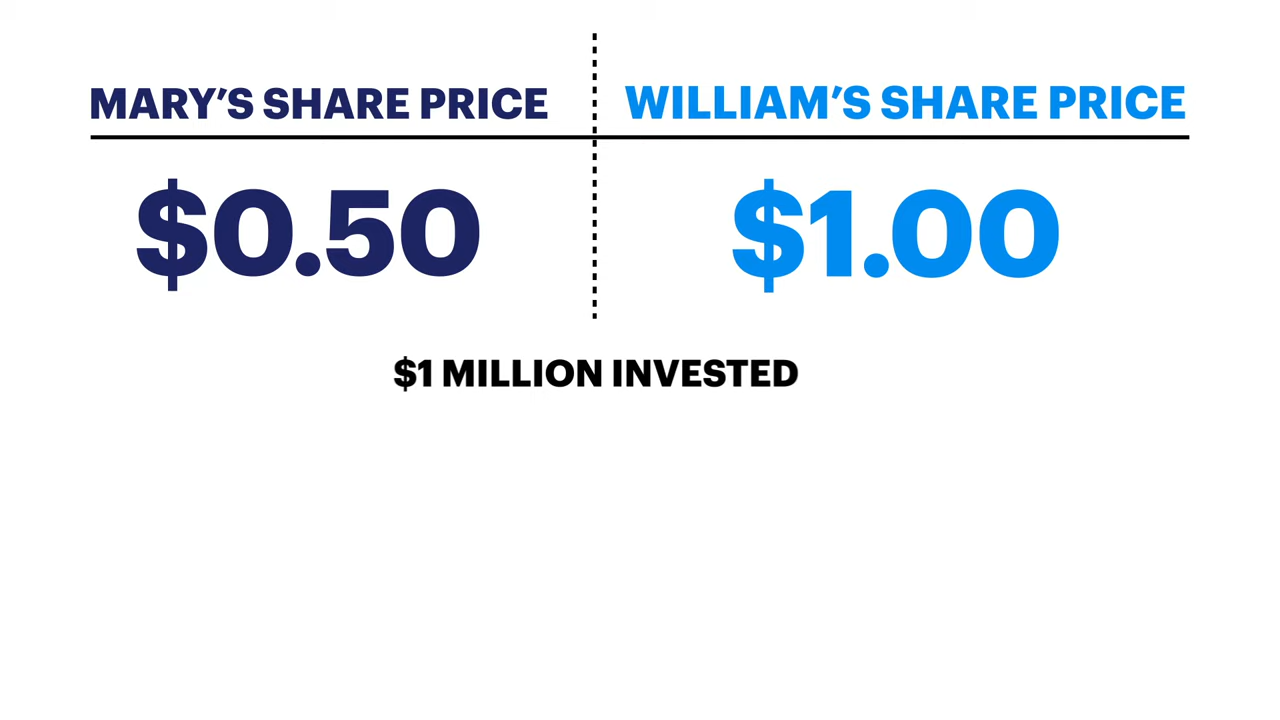 MARY’S SHARE PRICE
WILLIAM’S SHARE PRICE
$0.50
$1.00
$1 MILLION INVESTED